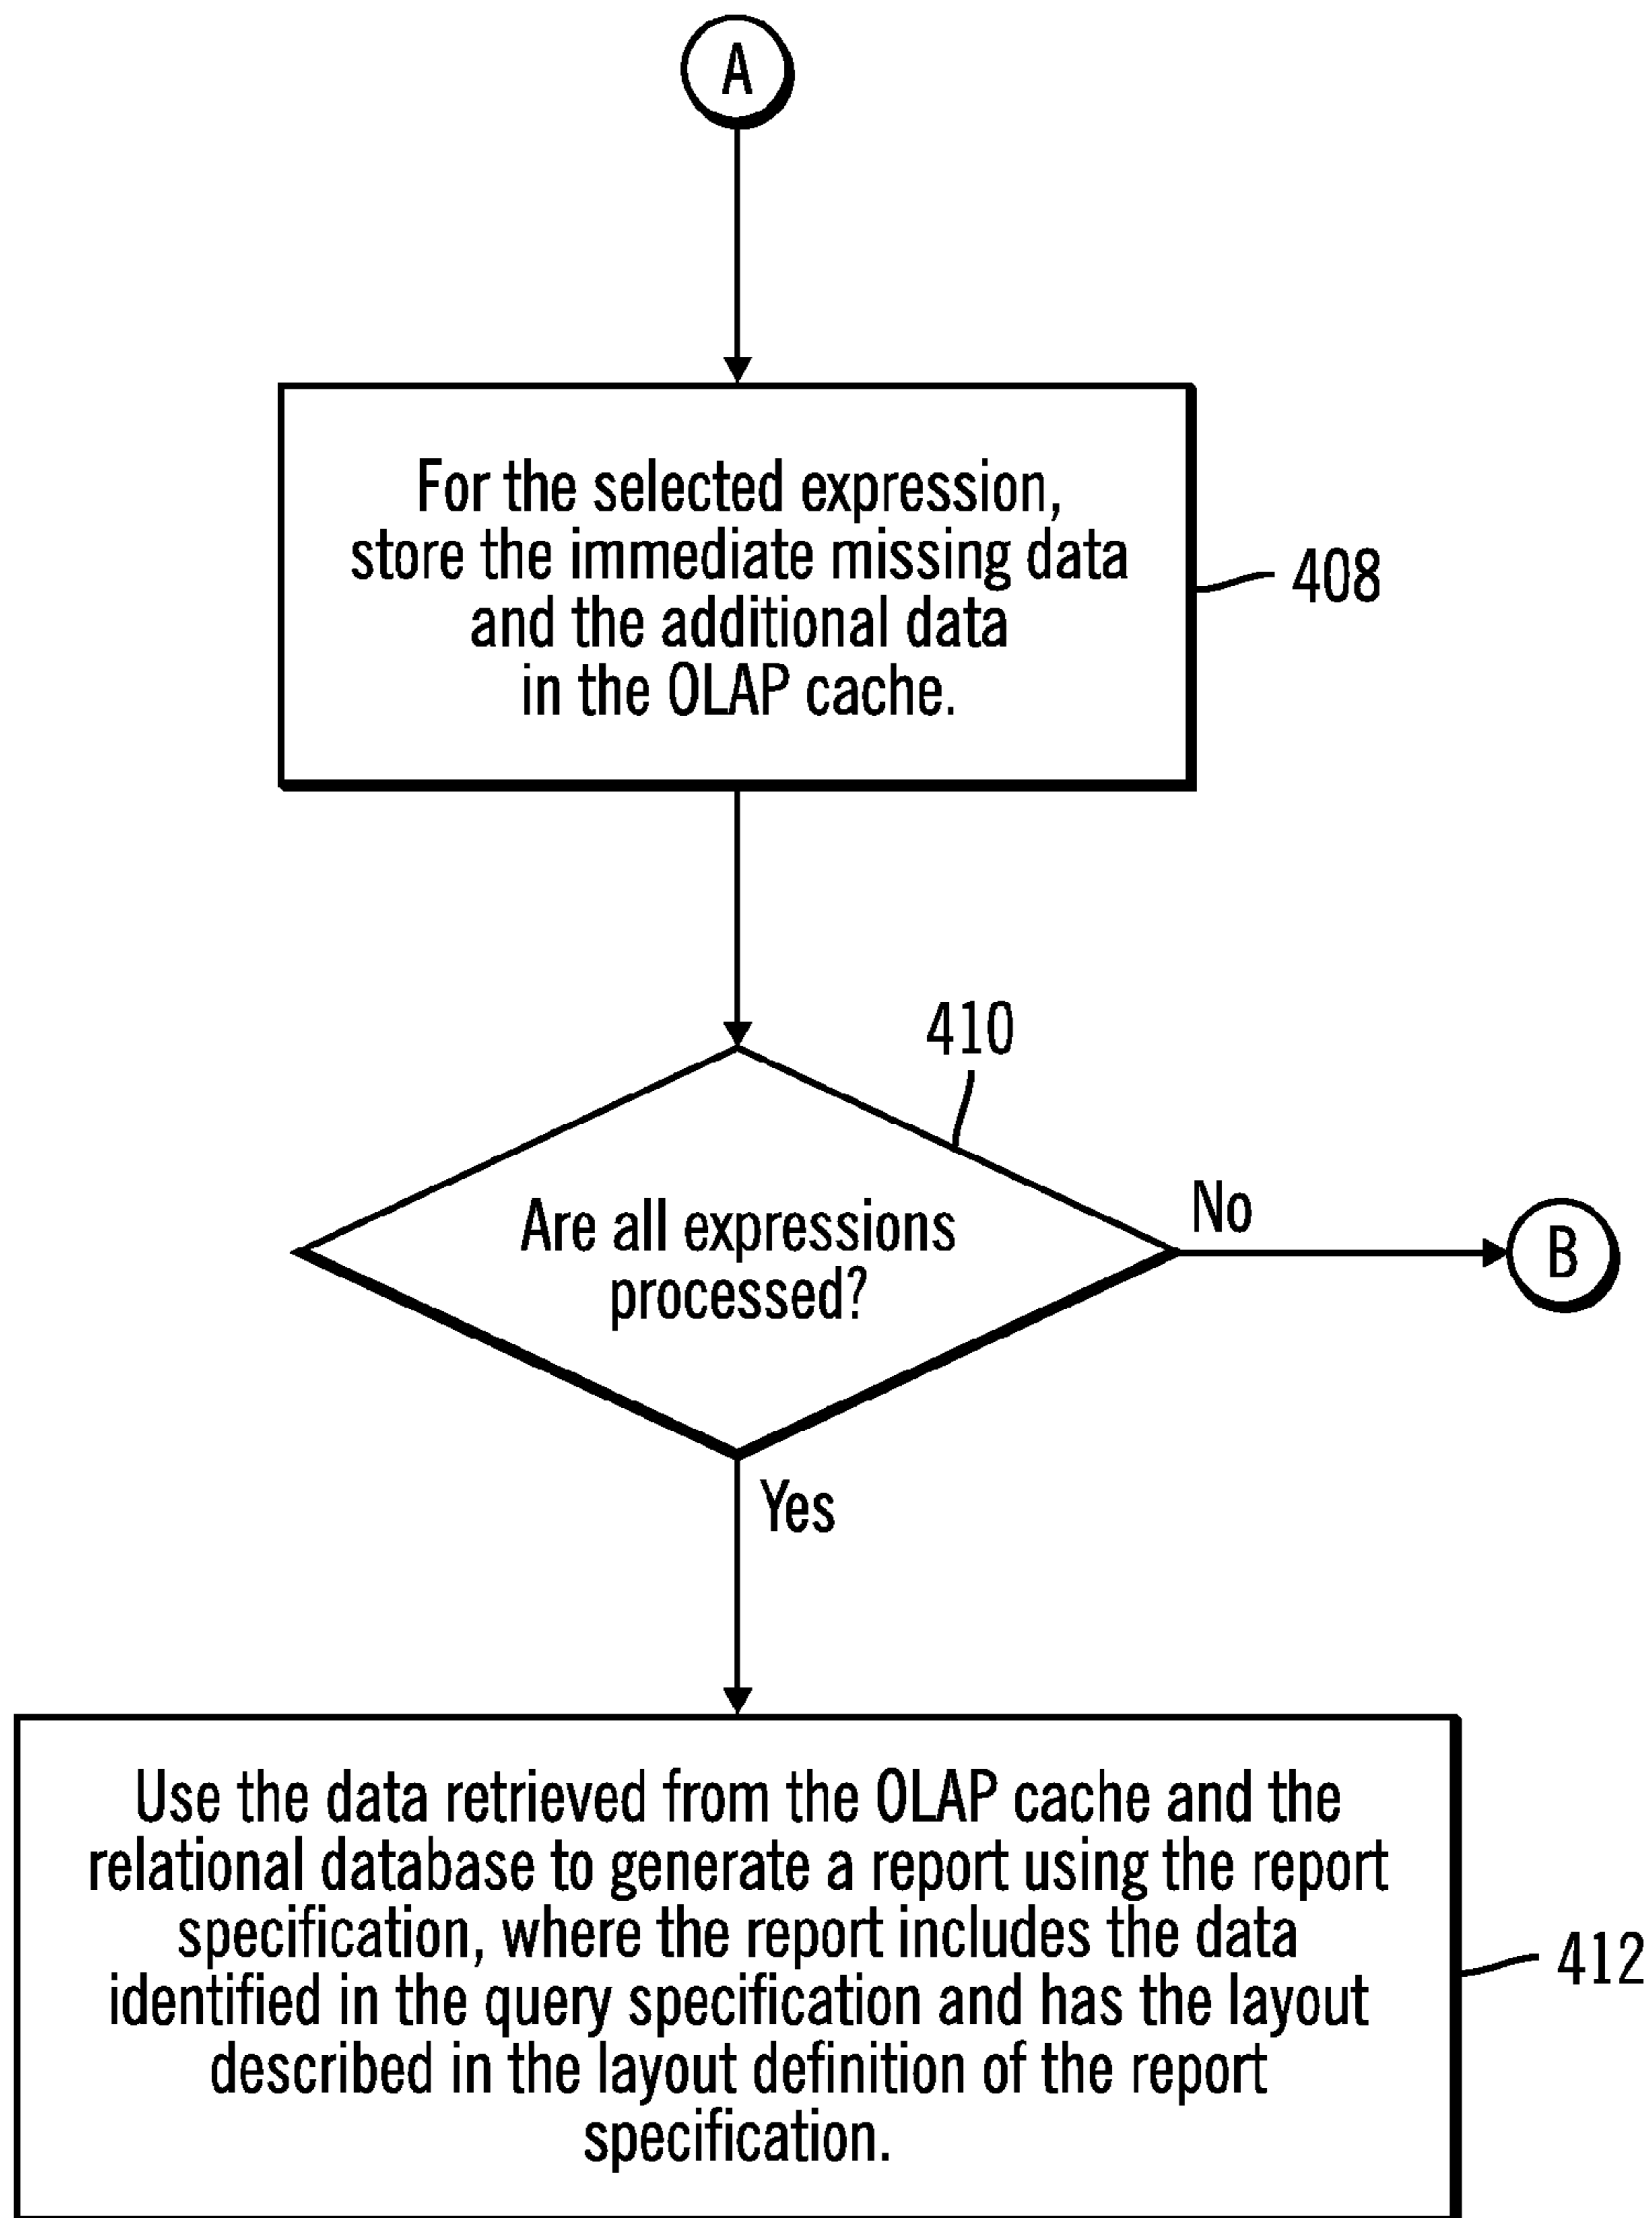 A
For the selected expression,
store the immediate missing data
and the additional data
in the OLAP cache.
408
410
Are all expressions
processed?
No
B
Yes
Use the data retrieved from the OLAP cache and the
relational database to generate a report using the report
specification, where the report includes the data
identified in the query specification and has the layout
described in the layout definition of the report
specification.
412